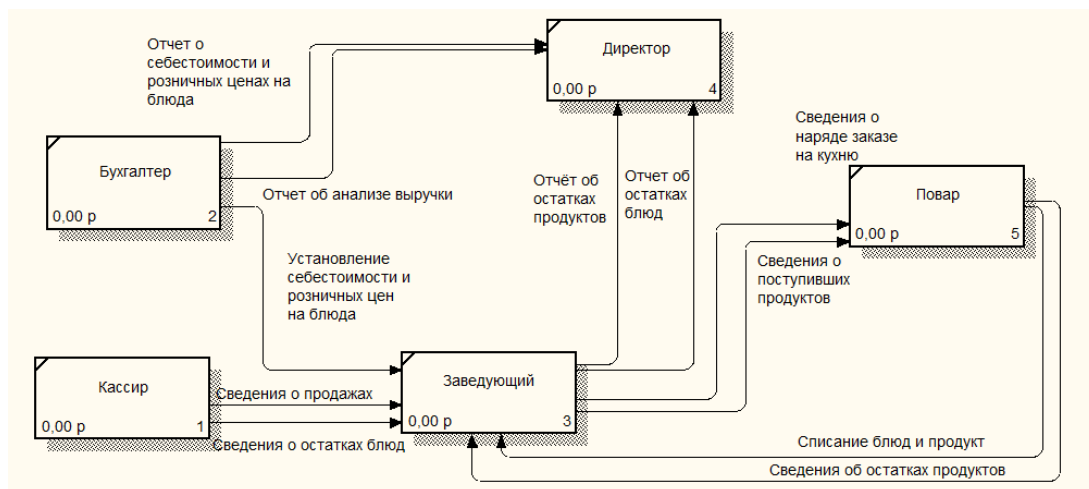 Отчет о
себестоимости и
розничных ценах на
блюда
Директор
0,00 р 4
Сведения о
наряде заказе
на кухню
Бухгалтер
0,00 р 2
Отчет об анализе выручки
Отчёт об
остатках
продуктов
Отчет об
остатках
блюд
Повар
0,00 р 5
Установление
себестоимости и
розничных цен
на блюда
Сведения о
поступивших
продуктов
Кассир
0,00 р 1
Сведения о продажах
Сведения о остатках блюд
Заведующий
0,00 р 3
Списание блюд и продукт
Сведения об остатках продуктов